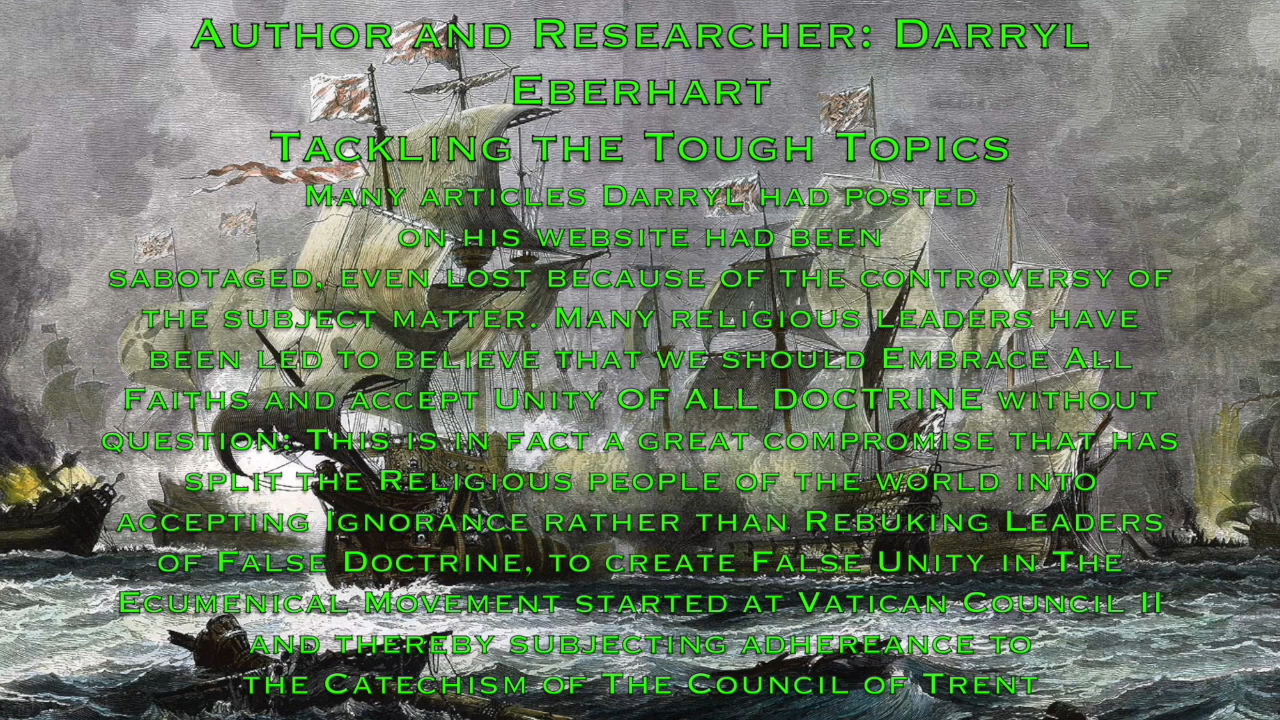 Author and Researcher: Darryl
Eberhart
Tackling the Tough Topics
Many articles Darryl had posted
on his website had been
sabotaged, even lost because of the controversy of
the subject matter. Many religious leaders have
been led to believe that we should Embrace All
Faiths and accept Unity OF ALL DOCTRINE without
question: This is in fact a great compromise that has
split the Religious people of the world into
accepting Ignorance rather than Rebuking Leaders
of False Doctrine, to create False Unity in The
Ecumenical Movement started at Vatican Council II
and thereby subjecting adhereance to
the Catechism of The Council of Trent